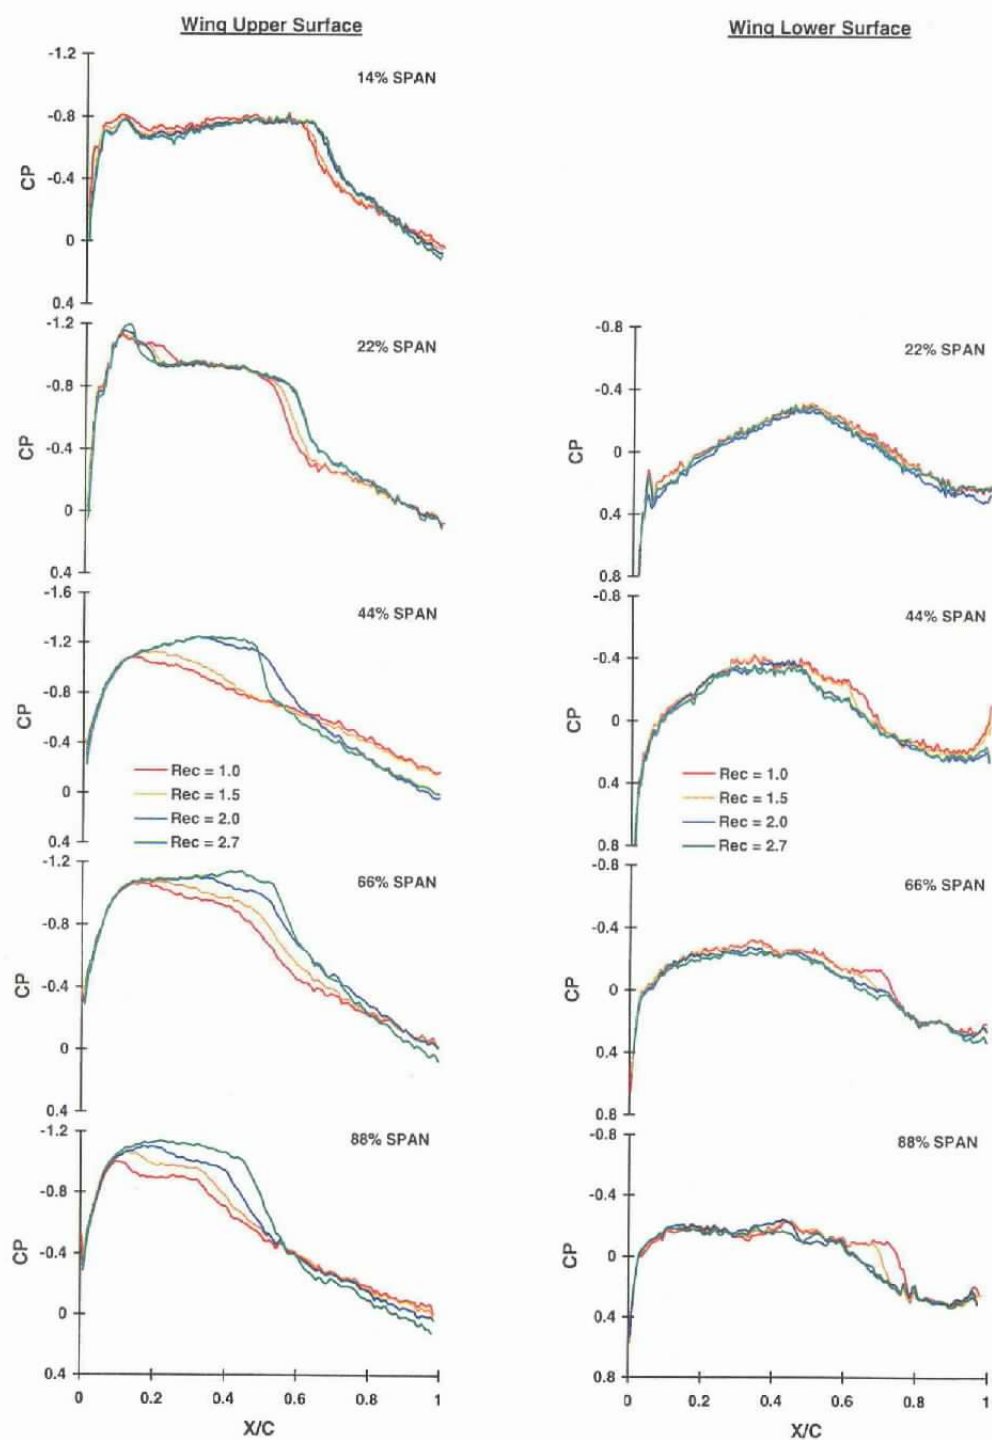 Wing Upper Surface
-1.2
14% SPAN
-0.8
CP
-0.4
0
0.4
-1.2
22% SPAN
-0.8
CP
-0.4
0
0.4
-1.6
44% SPAN
-1.2
-0.8
CP
-0.4
Rec = 1.0
0
Rec = 1.5
Rec = 2.0
0.4
Rec = 2.7
-1.2
66% SPAN
-0.8
CP
-0.4
0
0.4
-1.2
88% SPAN
-0.8
CP
-0.4
0
0.4
0 0.2 0.4 0.6 0.8 1
X/C
Wing Lower Surface
-0.8
22% SPAN
-0.4
CP
0
0.4
0.8
-0.8
44% SPAN
-0.4
CP
0
Rec = 1.0
0.4
Rec = 1.5
Rec = 2.0
0.8
Rec = 2.7
-0.8
66% SPAN
-0.4
CP
0
0.4
0.8
-0.8
88% SPAN
-0.4
CP
0
0.4
0.8
0 0.2 0.4 0.6 0.8 1
X/C